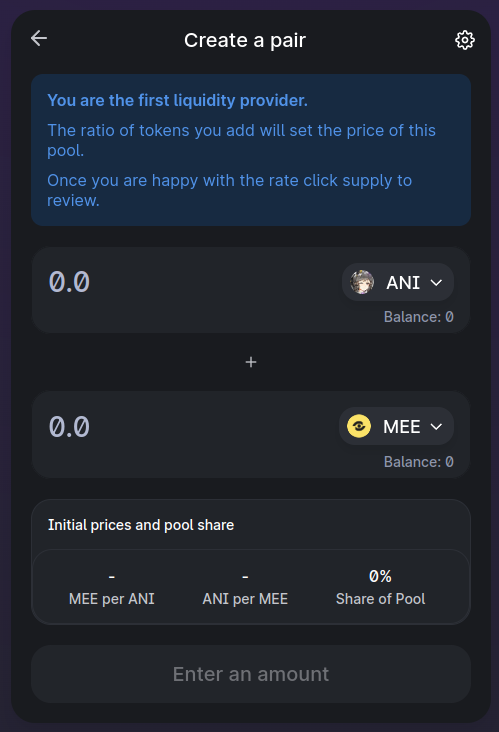 Create a pair
You are the first liquidity provider.
The ratio of tokens you add will set the price of this
pool.
Once you are happy with the rate click supply to
review.
0.0
ANI
Balance: 0
+
0.0
MEE
Balance: 0
Initial prices and pool share
- - 0%
MEE per ANI ANI per MEE Share of Pool
Enter an amount